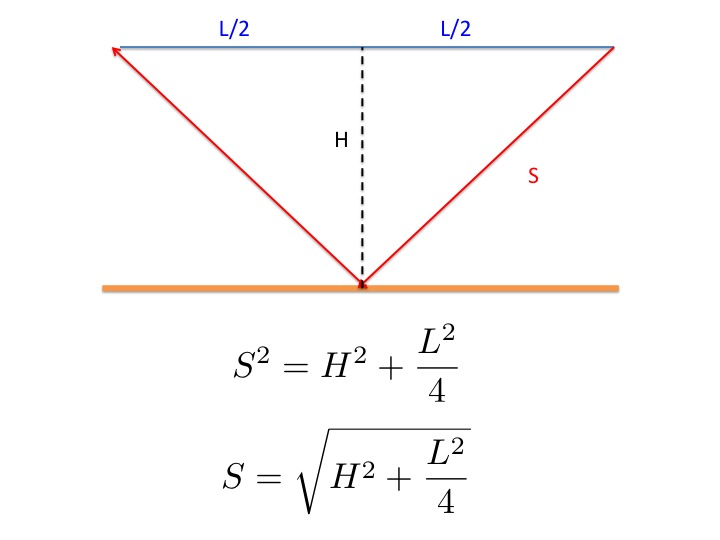 L/2 L/2
H
S
S² = H² + L²/4
S = √(H² + L²/4)